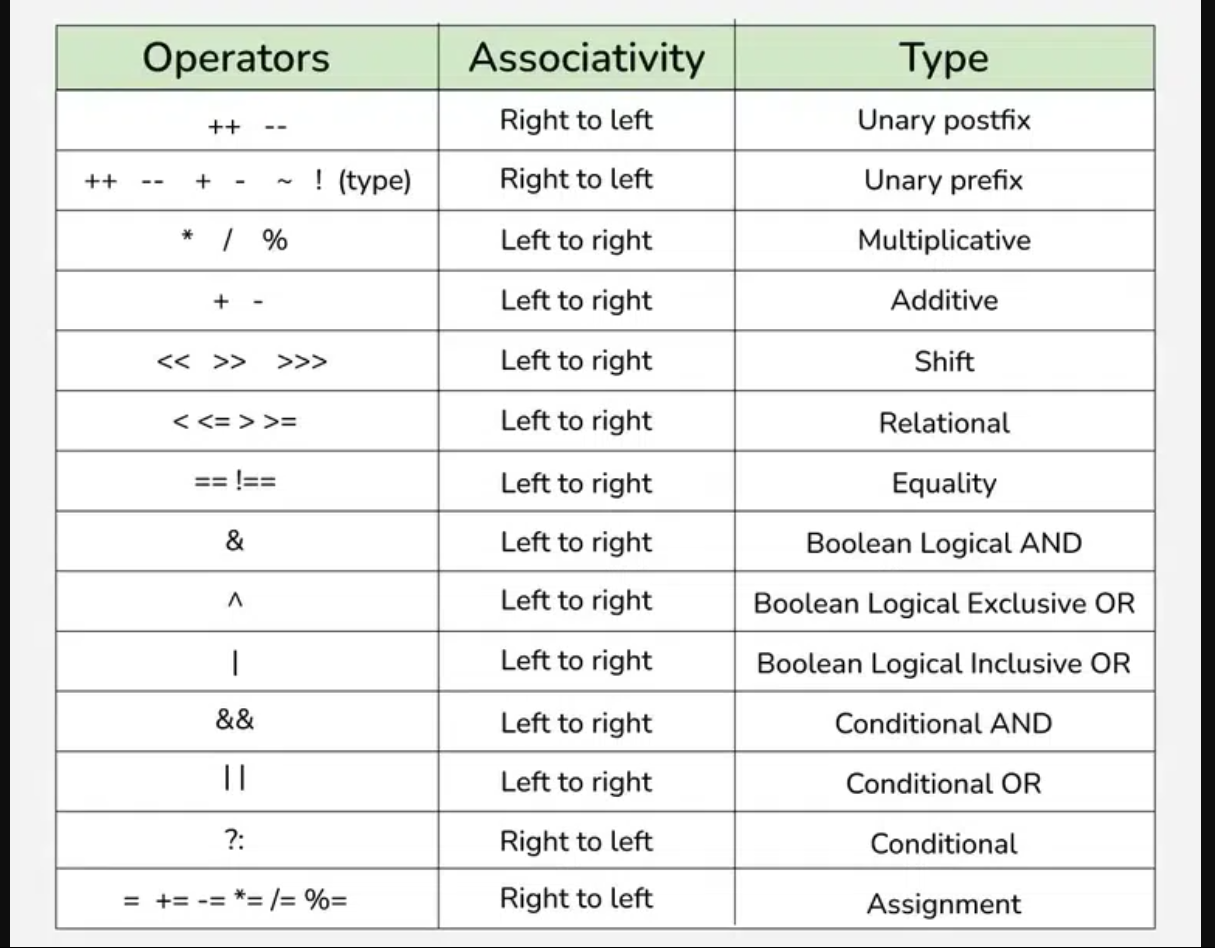 Operators Associativity Type
++ -- Right to left Unary postfix
++ -- + - ~ ! (type) Right to left Unary prefix
* / % Left to right Multiplicative
+ - Left to right Additive
<< >> >>> Left to right Shift
< <= > >= Left to right Relational
== !== Left to right Equality
& Left to right Boolean Logical AND
^ Left to right Boolean Logical Exclusive OR
| Left to right Boolean Logical Inclusive OR
&& Left to right Conditional AND
|| Left to right Conditional OR
?: Right to left Conditional
= += -= *= /= %= Right to left Assignment